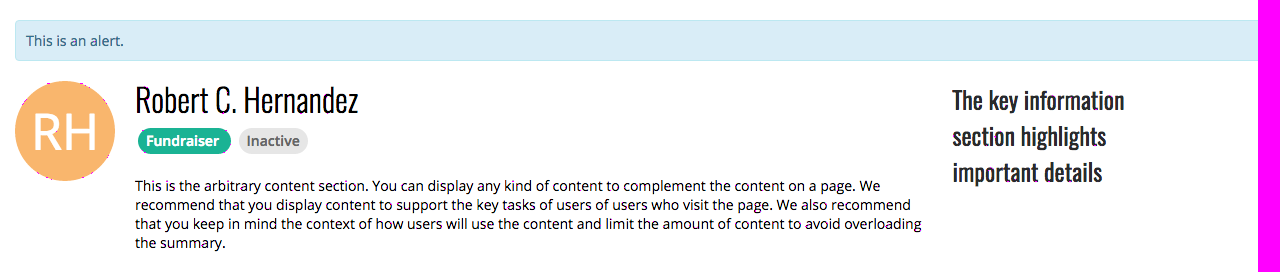 This is an alert.
RH
Robert C. Hernandez
Fundraiser Inactive
This is the arbitrary content section. You can display any kind of content to complement the content on a page. We
recommend that you display content to support the key tasks of users of users who visit the page. We also recommend
that you keep in mind the context of how users will use the content and limit the amount of content to avoid overloading
the summary.
The key information
section highlights
important details